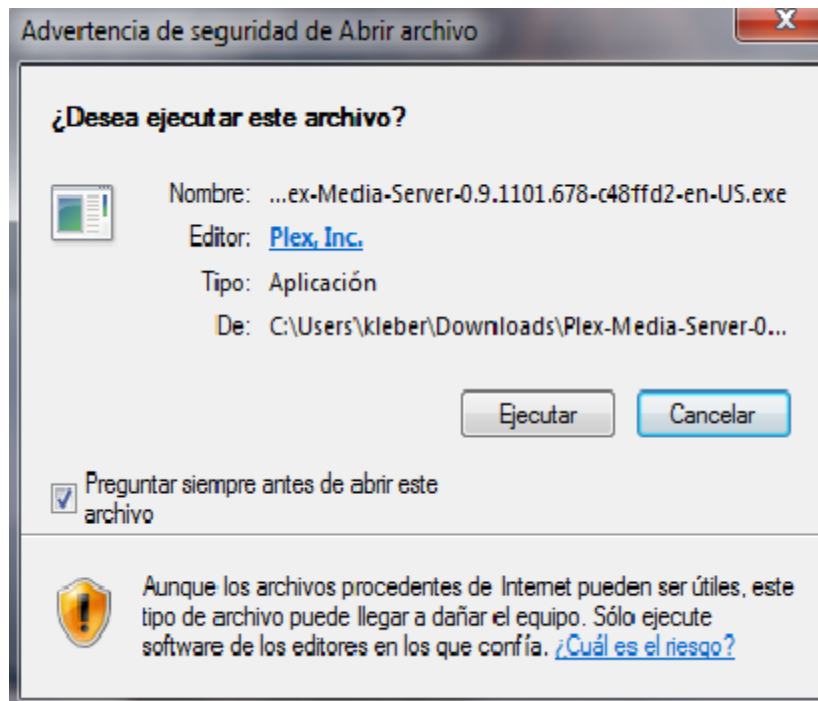 Advertencia de seguridad de Abrir archivo
x
¿Desea ejecutar este archivo?
Nombre: ...ex-Media-Server-0.9.1101.678-c48ffd2-en-US.exe
Editor: Plex, Inc.
Tipo: Aplicación
De: C:\Users\kleber\Downloads\Plex-Media-Server-0...
Ejecutar Cancelar
Preguntar siempre antes de abrir este
archivo
Aunque los archivos procedentes de Internet pueden ser útiles, este
tipo de archivo puede llegar a dañar el equipo. Sólo ejecute
software de los editores en los que confía. ¿Cuál es el riesgo?